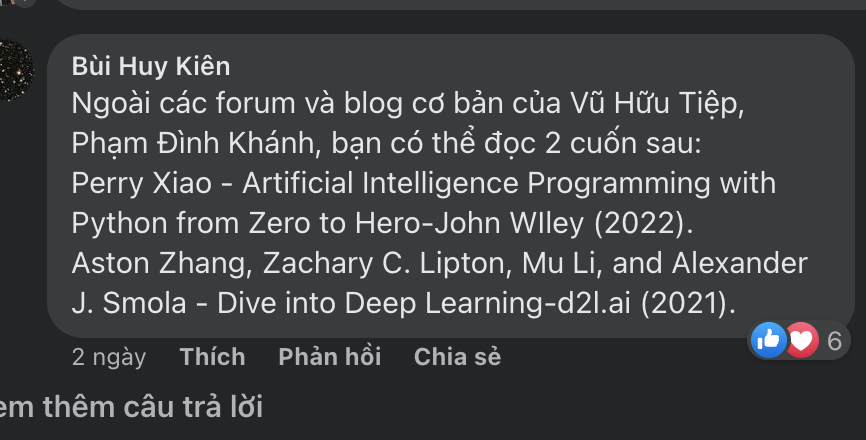 Bùi Huy Kiên
Ngoài các forum và blog cơ bản của Vũ Hữu Tiệp,
Phạm Đình Khánh, bạn có thể đọc 2 cuốn sau:
Perry Xiao - Artificial Intelligence Programming with
Python from Zero to Hero-John WIley (2022).
Aston Zhang, Zachary C. Lipton, Mu Li, and Alexander
J. Smola - Dive into Deep Learning-d2l.ai (2021).
6
2 ngày Thích Phản hồi Chia sẻ
em thêm câu trả lời